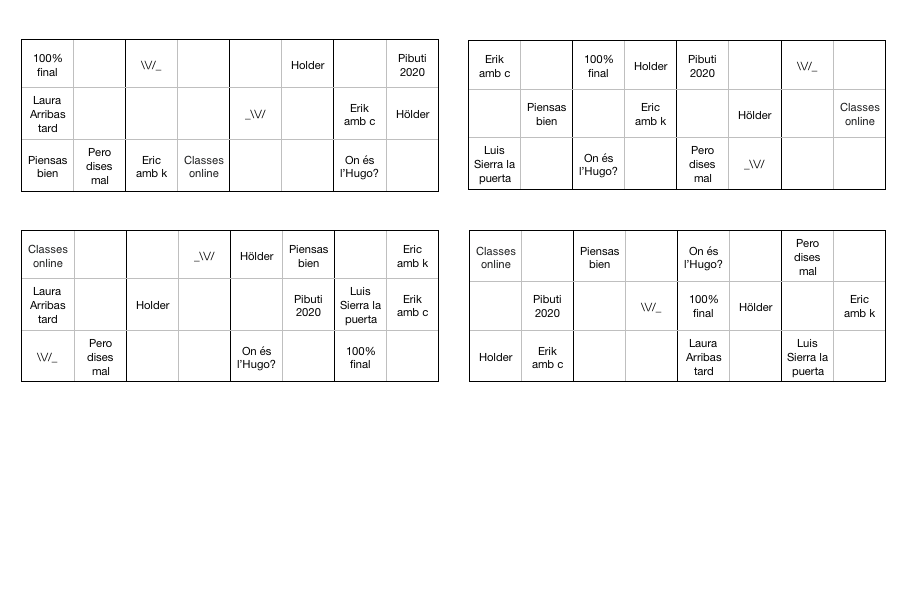 100% final \\//_ Holder Pibuti 2020
Laura Arribas tard _\\// Erik amb c Hölder
Piensas bien Pero dises mal Eric amb k Classes online On és l'Hugo?
Erik amb c 100% final Holder Pibuti 2020 \\//_
Piensas bien Eric amb k Hölder Classes online
Luis Sierra la puerta On és l'Hugo? Pero dises mal _\\//
Classes online _\\// Hölder Piensas bien Eric amb k
Laura Arribas tard Holder Pibuti 2020 Luis Sierra la puerta Erik amb c
\\//_ Pero dises mal On és l'Hugo? 100% final
Classes online Piensas bien On és l'Hugo? Pero dises mal
Pibuti 2020 \\//_ 100% final Hölder Eric amb k
Holder Erik amb c Laura Arribas tard Luis Sierra la puerta